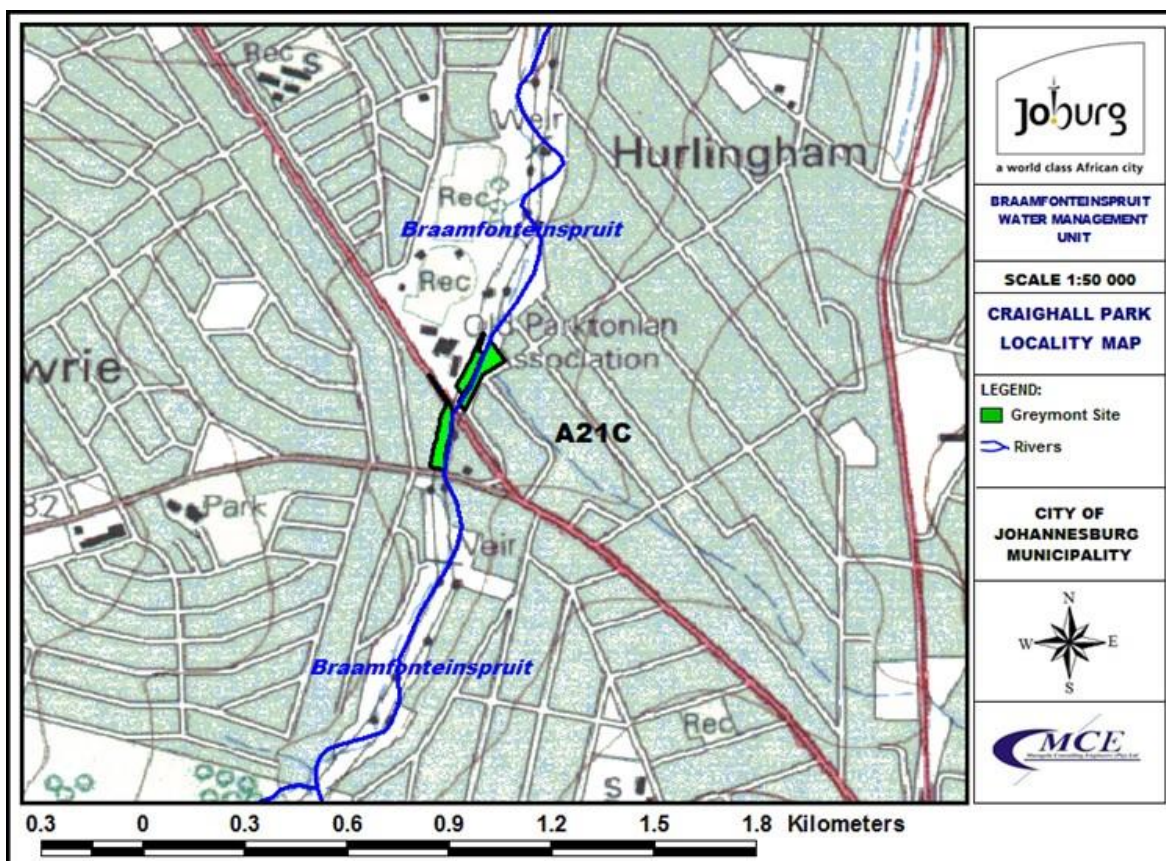 Rec
S
Weir
Hurlingham
Rec
Braamfonteinspruit
Rec
Old Parktonian
Association
wrie
A21C
32
Park
Weir
Braamfonteinspruit
Rec
S
0.3 0 0.3 0.6 0.9 1.2 1.5 1.8 Kilometers
Joburg
a world class African city
BRAAMFONTEINSPRUIT
WATER MANAGEMENT
UNIT
SCALE 1:50 000
CRAIGHALL PARK
LOCALITY MAP
LEGEND:
Greymont Site
Rivers
CITY OF
JOHANNESBURG
MUNICIPALITY
N
W E
S
MCE